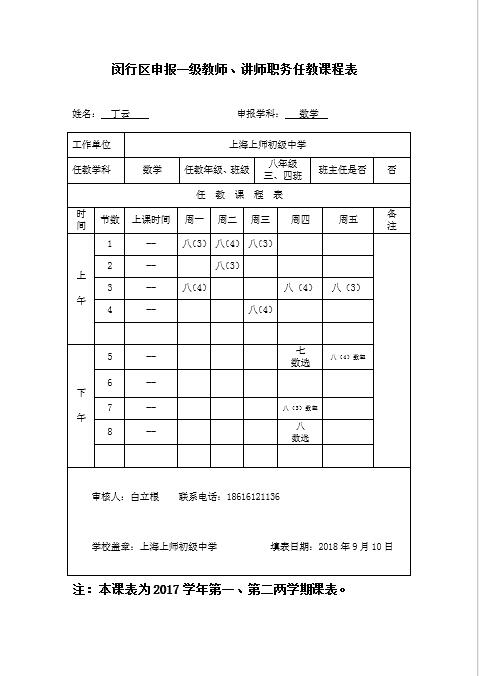 闵行区申报一级教师、讲师职务任教课程表
姓名： 丁云 申报学科： 数学
工作单位 上海上师初级中学
任教学科 数学 任教年级、班级 八年级三、四班 班主任是否 否
任 教 课 程 表
时间 节数 上课时间 周一 周二 周三 周四 周五 备注
上午
1 -- 八(3) 八(4) 八(3)
2 -- 八(3)
3 -- 八(4) 八（4） 八（3）
4 -- 八(4)
下午
5 -- 七数选 八（4）数单
6 --
7 -- 八（3）数单
8 -- 八数选
审核人：白立根 联系电话：18616121136
学校盖章：上海上师初级中学 填表日期：2018 年 9 月 10 日
注：本课表为 2017 学年第一、第二两学期课表。